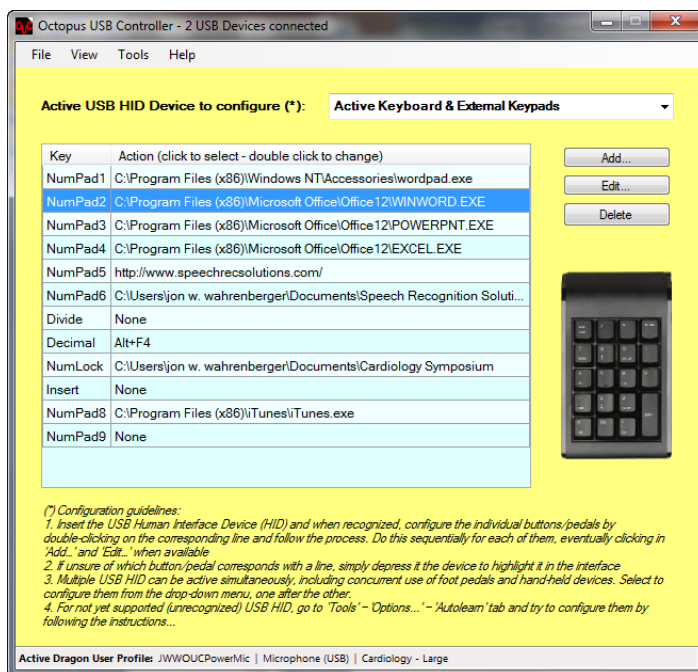 Octopus USB Controller - 2 USB Devices connected
File View Tools Help
Active USB HID Device to configure (*): Active Keyboard & External Keypads
Key Action (click to select - double click to change)
NumPad1 C:\Program Files (x86)\Windows NT\Accessories\wordpad.exe
NumPad2 C:\Program Files (x86)\Microsoft Office\Office12\WINWORD.EXE
NumPad3 C:\Program Files (x86)\Microsoft Office\Office12\POWERPNT.EXE
NumPad4 C:\Program Files (x86)\Microsoft Office\Office12\EXCEL.EXE
NumPad5 http://www.speechrecsolutions.com/
NumPad6 C:\Users\jon w. wahrenberger\Documents\Speech Recognition Soluti...
Divide None
Decimal Alt+F4
NumLock C:\Users\jon w. wahrenberger\Documents\Cardiology Symposium
Insert None
NumPad8 C:\Program Files (x86)\iTunes\iTunes.exe
NumPad9 None
Add...
Edit...
Delete
(*) Configuration guidelines:
1. Insert the USB Human Interface Device (HID) and when recognized, configure the individual buttons/pedals by
double-clicking on the corresponding line and follow the process. Do this sequentially for each of them, eventually clicking in
'Add...' and 'Edit...' when available
2. If unsure of which button/pedal corresponds with a line, simply depress it the device to highlight it in the interface
3. Multiple USB HID can be active simultaneously, including concurrent use of foot pedals and hand-held devices. Select to
configure them from the drop-down menu, one after the other.
4. For not yet supported (unrecognized) USB HID, go to 'Tools' - 'Options...' - 'Autolearn' tab and try to configure them by
following the instructions...
Active Dragon User Profile: JWWOUCPowerMic | Microphone (USB) | Cardiology - Large